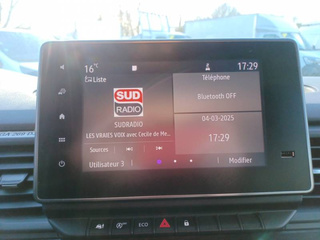 16°C
17:29
Liste
Téléphone
SUD
RADIO
Bluetooth OFF
SUDRADIO
04-03-2025
LES VRAIS VOIX avec Cécile de Me...
17:29
Sources
Utilisateur 3
Modifier
ECO